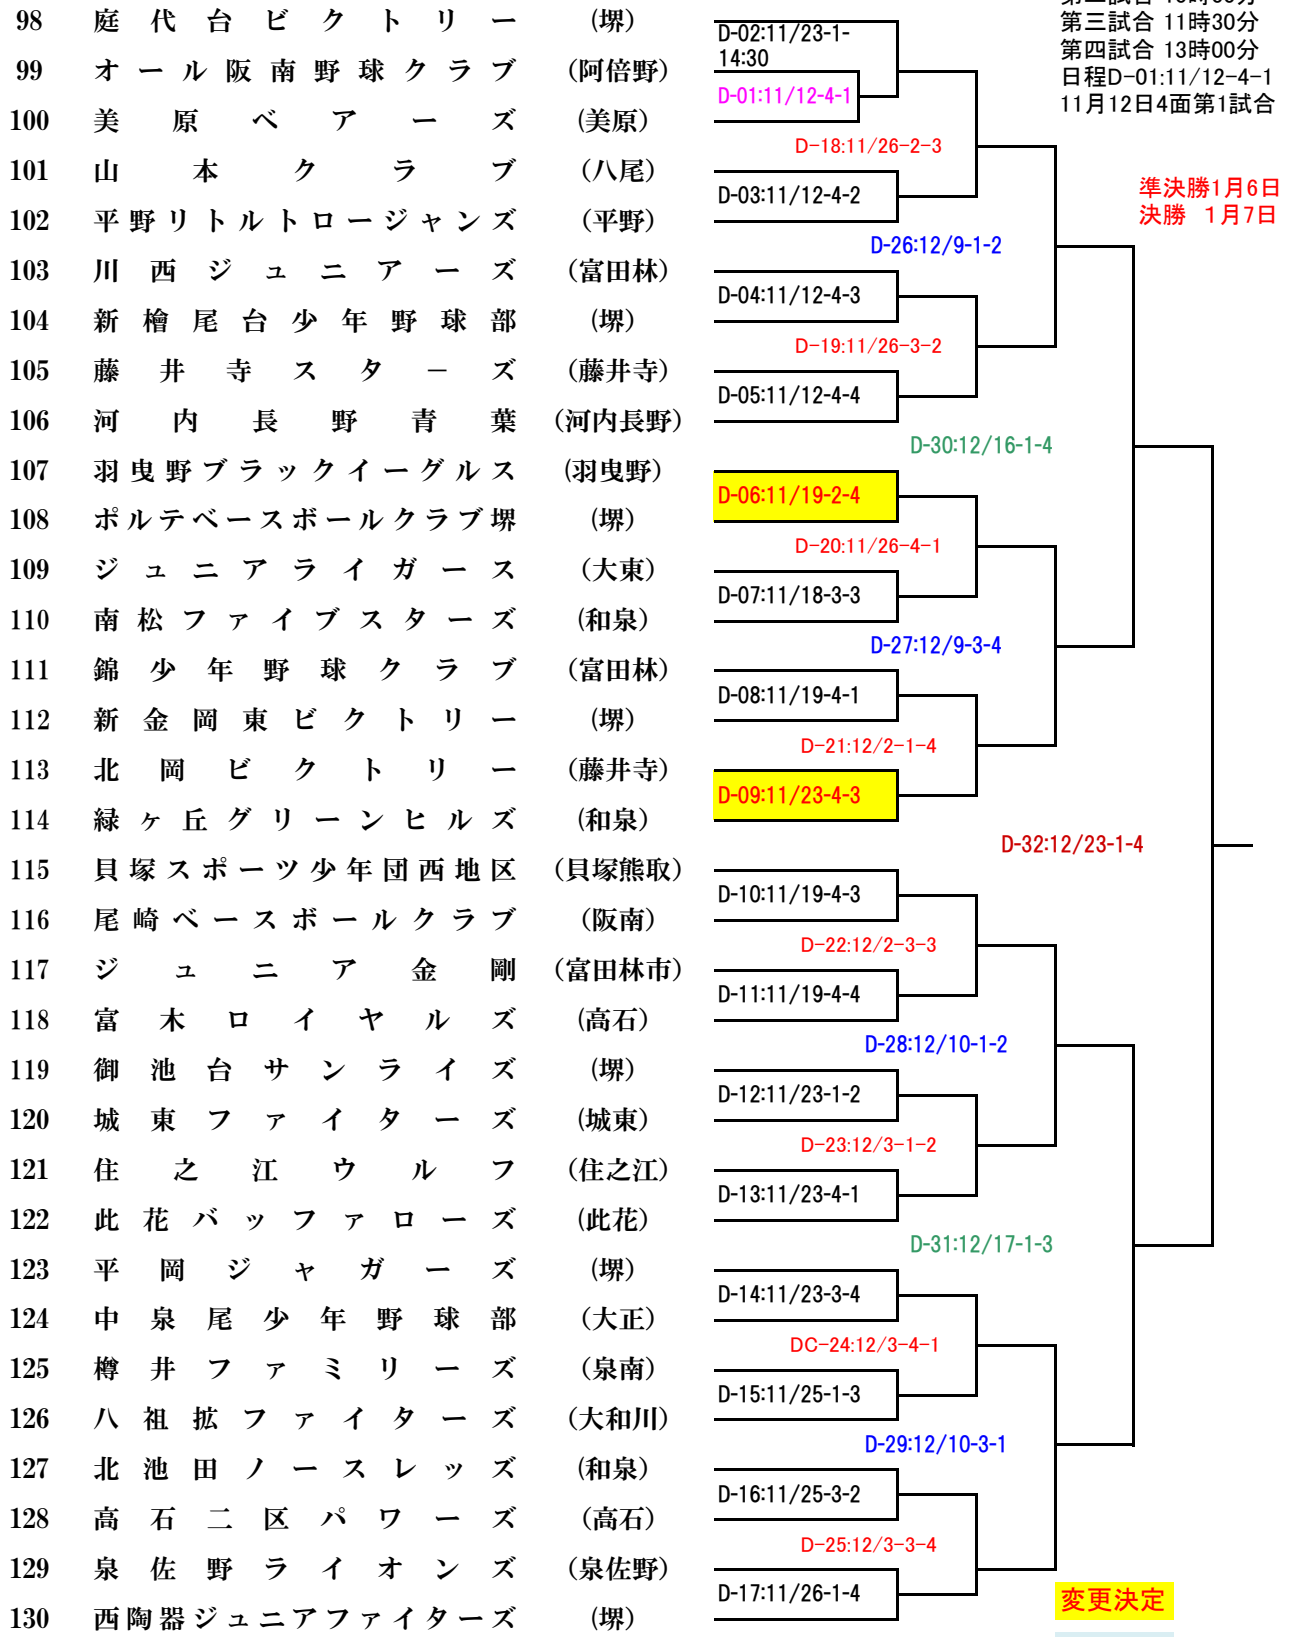 第三試合 11時30分
第四試合 13時00分
日程D-01:11/12-4-1
11月12日4面第1試合
準決勝1月6日
決勝 1月7日
98 庭代台ビクトリー (堺)
99 オール阪南野球クラブ (阿倍野)
100 美原ベアーズ (美原)
101 山本クラブ (八尾)
102 平野リトルトロージャンズ (平野)
103 川西ジュニアーズ (富田林)
104 新檜尾台少年野球部 (堺)
105 藤井寺スターズ (藤井寺)
106 河内長野青葉 (河内長野)
107 羽曳野ブラックイーグルス (羽曳野)
108 ポルテベースボールクラブ堺 (堺)
109 ジュニアライガース (大東)
110 南松ファイブスターズ (和泉)
111 錦少年野球クラブ (富田林)
112 新金岡東ビクトリー (堺)
113 北岡ビクトリー (藤井寺)
114 緑ヶ丘グリーンヒルズ (和泉)
115 貝塚スポーツ少年団西地区 (貝塚熊取)
116 尾崎ベースボールクラブ (阪南)
117 ジュニア金剛 (富田林市)
118 富木ロイヤルズ (高石)
119 御池台サンライズ (堺)
120 城東ファイターズ (城東)
121 住之江ウルフ (住之江)
122 此花バッファローズ (此花)
123 平岡ジャガーズ (堺)
124 中泉尾少年野球部 (大正)
125 樽井ファミリーズ (泉南)
126 八祖拡ファイターズ (大和川)
127 北池田ノースレッズ (和泉)
128 高石二区パワーズ (高石)
129 泉佐野ライオンズ (泉佐野)
130 西陶器ジュニアファイターズ (堺)
D-02:11/23-1-
14:30
D-01:11/12-4-1
D-18:11/26-2-3
D-03:11/12-4-2
D-26:12/9-1-2
D-04:11/12-4-3
D-19:11/26-3-2
D-05:11/12-4-4
D-30:12/16-1-4
D-06:11/19-2-4
D-20:11/26-4-1
D-07:11/18-3-3
D-27:12/9-3-4
D-08:11/19-4-1
D-21:12/2-1-4
D-09:11/23-4-3
D-32:12/23-1-4
D-10:11/19-4-3
D-22:12/2-3-3
D-11:11/19-4-4
D-28:12/10-1-2
D-12:11/23-1-2
D-23:12/3-1-2
D-13:11/23-4-1
D-31:12/17-1-3
D-14:11/23-3-4
DC-24:12/3-4-1
D-15:11/25-1-3
D-29:12/10-3-1
D-16:11/25-3-2
D-25:12/3-3-4
D-17:11/26-1-4
変更決定